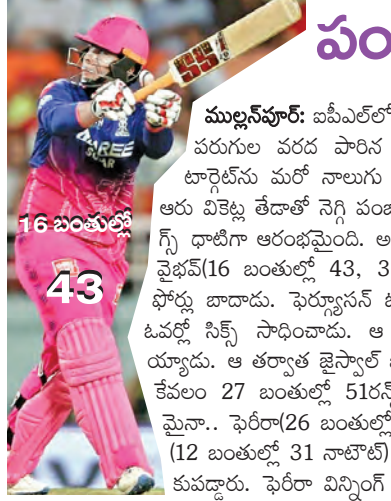 పం
ముల్లన్‌పూర్: ఐపీఎల్‌లో
పరుగుల వరద పారిన
టార్గెట్‌ను మరో నాలుగు
ఆరు వికెట్ల తేడాతో నెగ్గి పంజా
గ్స్ ధాటిగా ఆరంభమైంది. అ
వైభవ్(16 బంతుల్లో 43, 3
ఫోర్లు బాదాడు. ఫెర్గ్యూసన్ బ
ఓవర్లో సిక్స్ సాధించాడు. ఆ
య్యాడు. ఆ తర్వాత జైస్వాల్
కేవలం 27 బంతుల్లో 51రన్స్
మైనా.. ఫెరీరా(26 బంతుల్లో
(12 బంతుల్లో 31 నాటౌట్)
కుపడ్డారు. ఫెరీరా విన్నింగ్
16 బంతుల్లో
43
SS